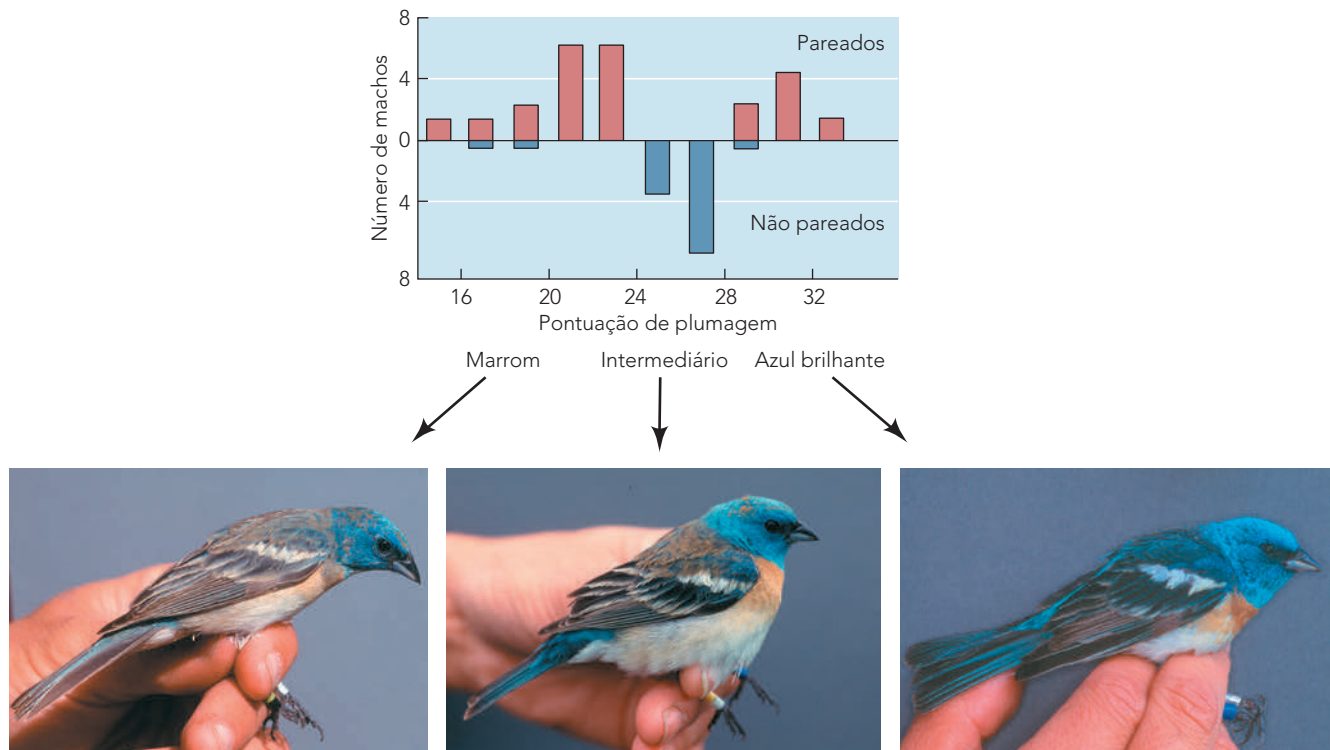 8
Pareados
4
0
4
Não pareados
8
Número de machos
16 20 24 28 32
Pontuação de plumagem
Marrom Intermediário Azul brilhante